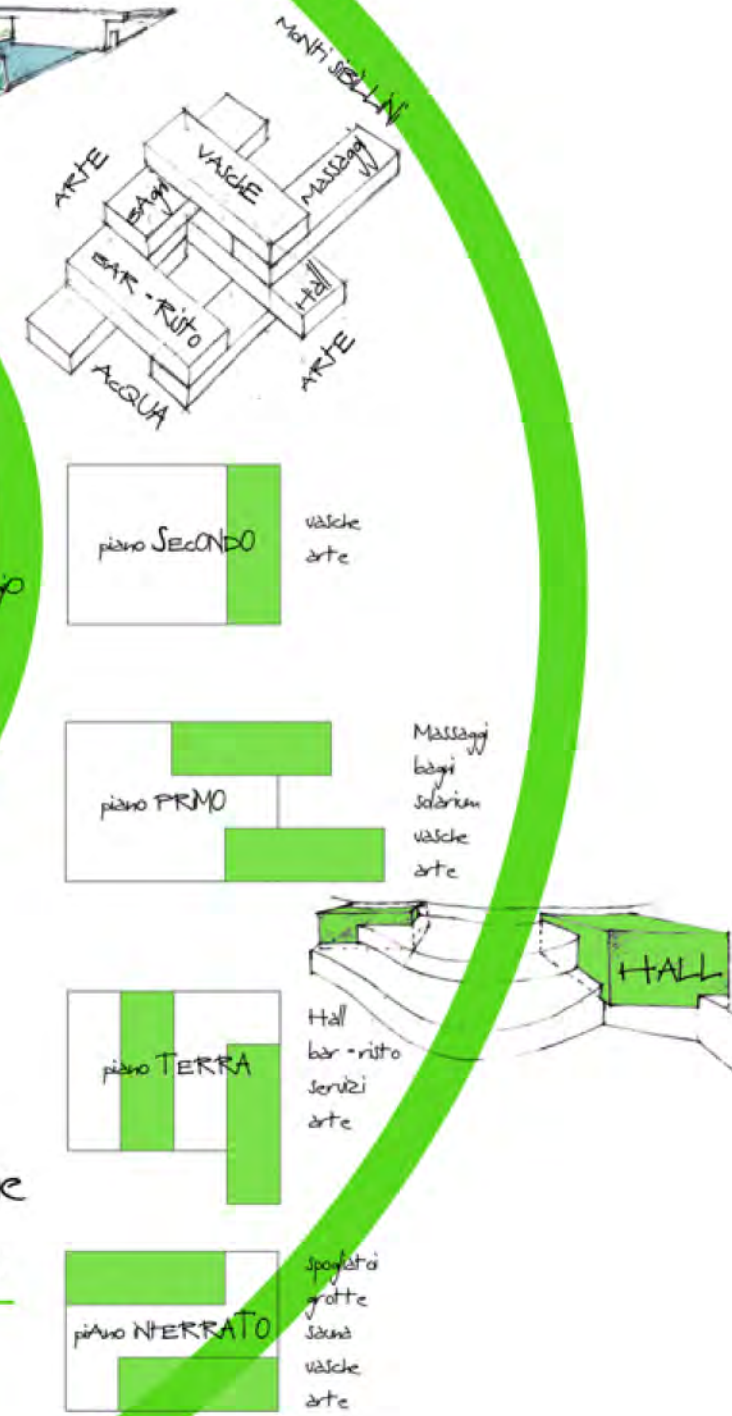 MONTI SIBILLINI
ARTE
VASCHE
MASSAGGI
BAGNI
BAR - RISTO
Hall
ARTE
ACQUA
piano SECONDO
vasche
arte
piano PRIMO
Massaggi
bagni
solarium
vasche
arte
HALL
piano TERRA
Hall
bar - risto
servizi
arte
piAno iNTERRATO
spogliatoi
grotte
sauna
vasche
arte